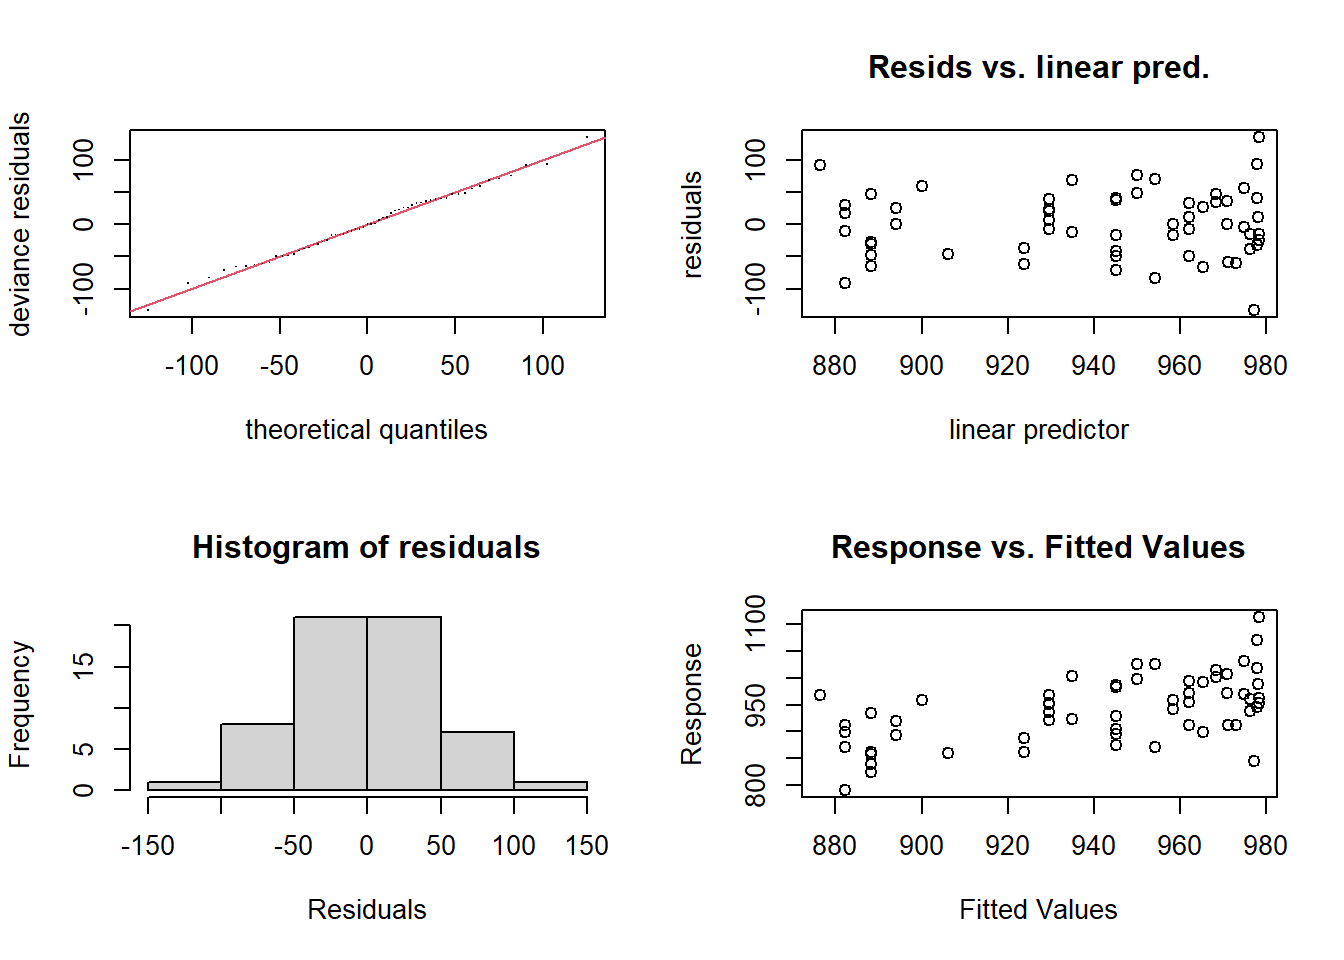 deviance residuals
100
0
-100
-100 -50 0 50 100
theoretical quantiles
Resids vs. linear pred.
residuals
100
0
-100
880 900 920 940 960 980
linear predictor
Histogram of residuals
Frequency
15
5
0
-150 -50 0 50 100 150
Residuals
Response vs. Fitted Values
Response
1100
950
800
880 900 920 940 960 980
Fitted Values